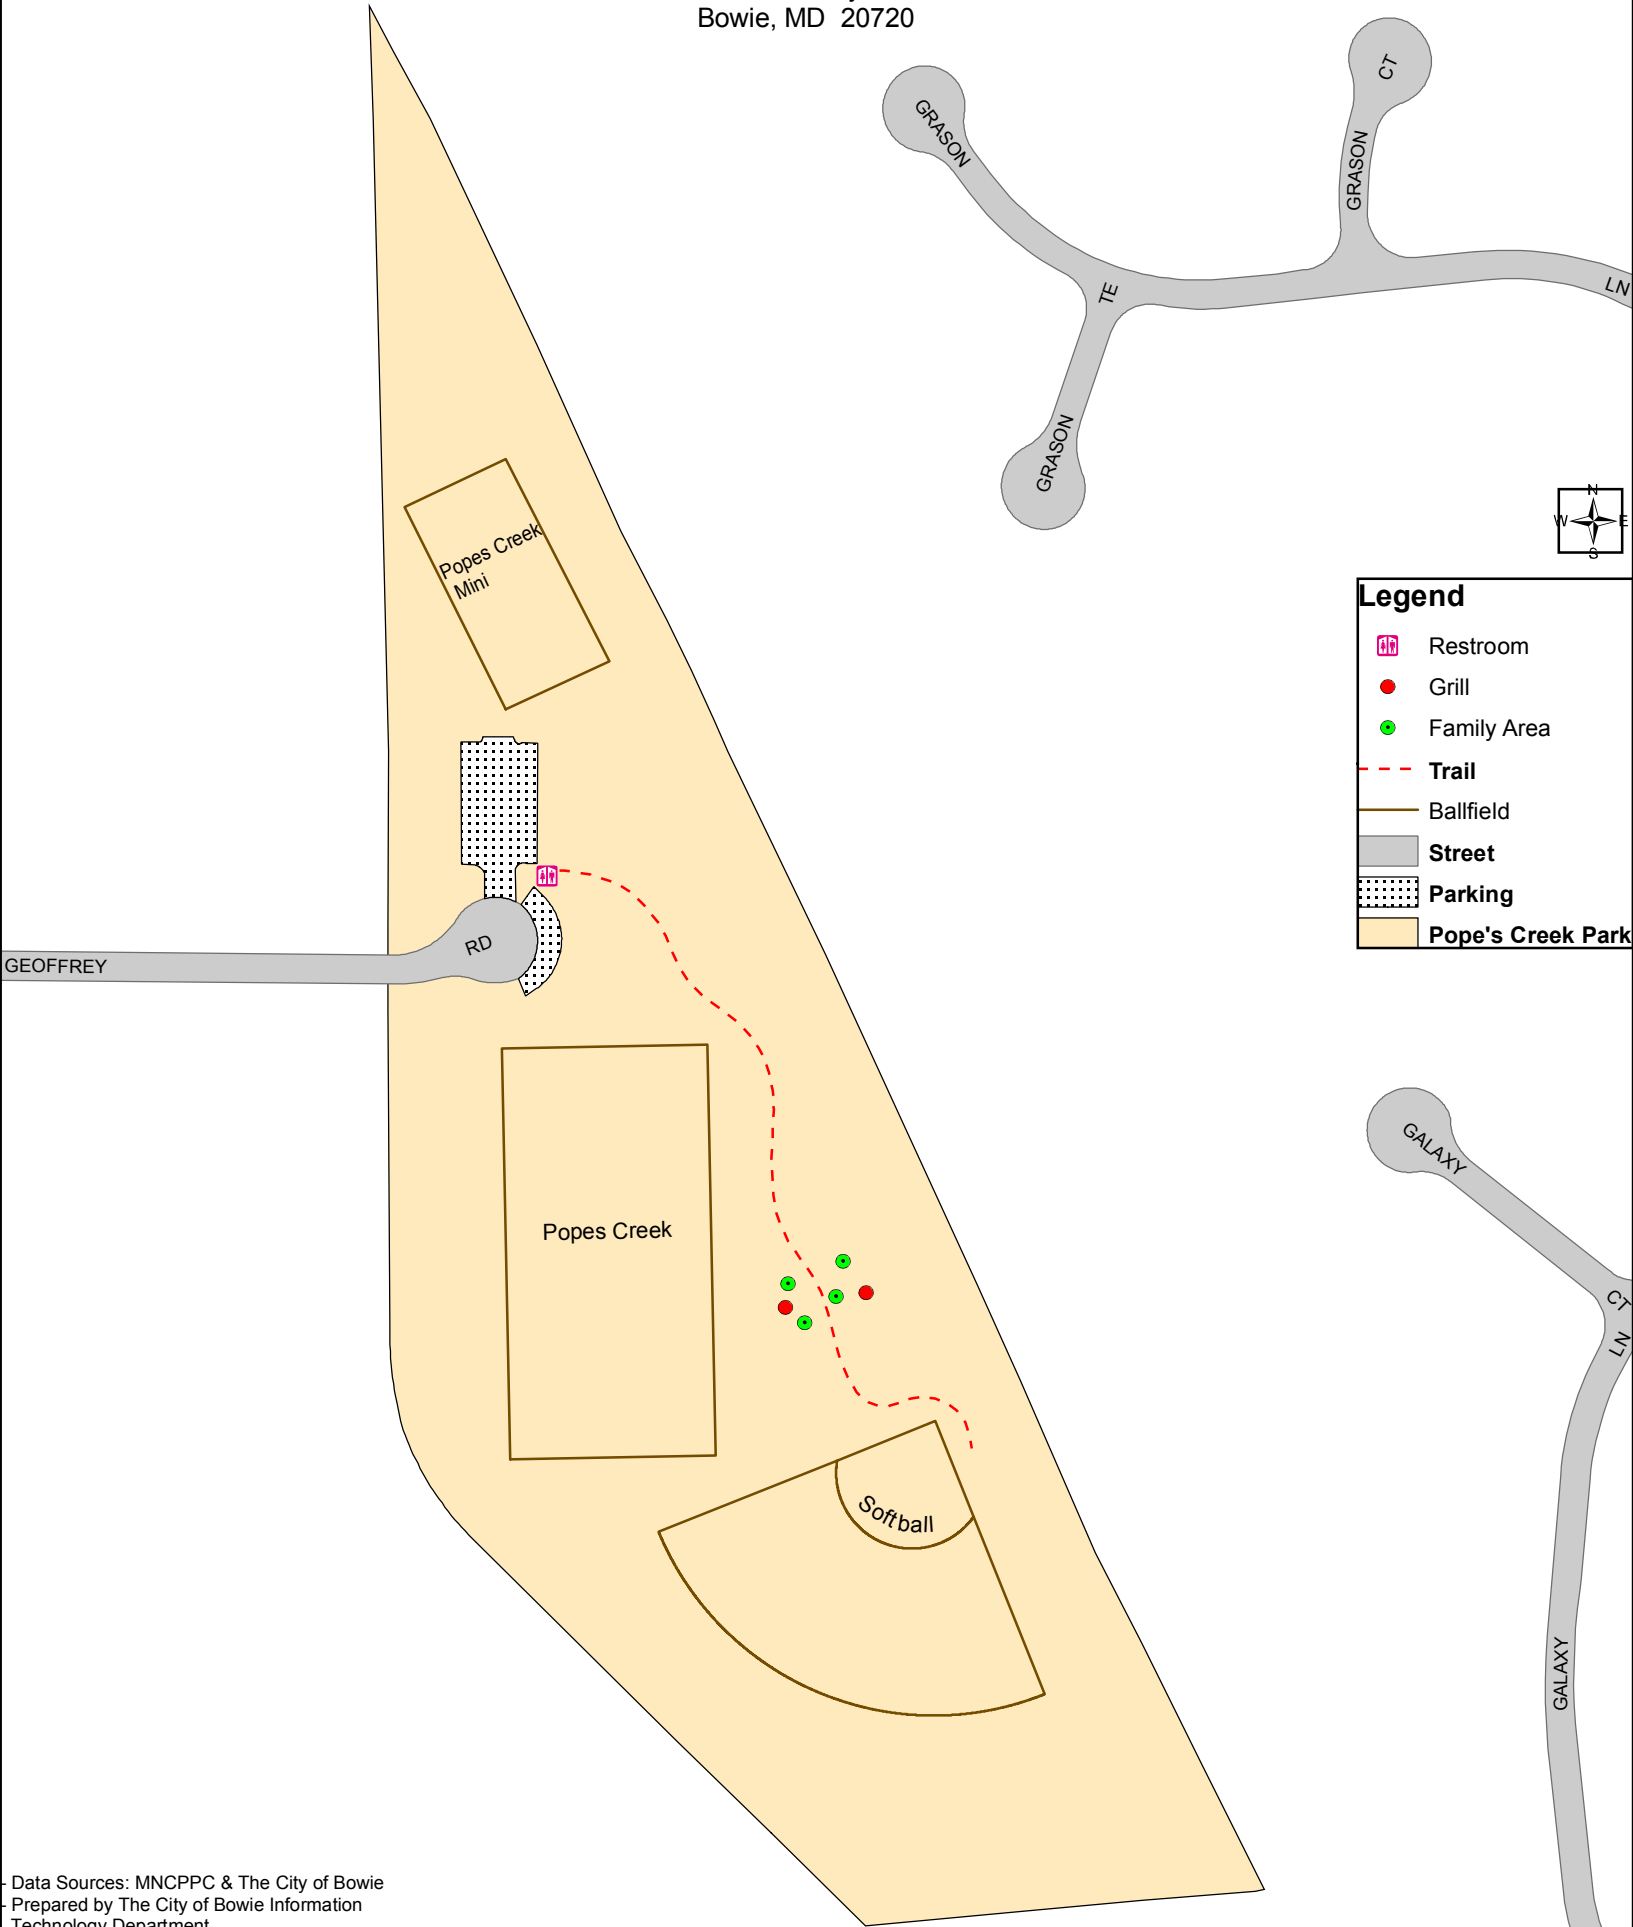 Bowie, MD 20720
GRASON
CT
GRASON
TE
LN
GRASON
N
W E
S
Legend
Restroom
Grill
Family Area
Trail
Ballfield
Street
Parking
Pope's Creek Park
Popes Creek
Mini
RD
GEOFFREY
Popes Creek
Softball
GALAXY
CT
LN
GALAXY
- Data Sources: MNCPPC & The City of Bowie
- Prepared by The City of Bowie Information
Technology Department